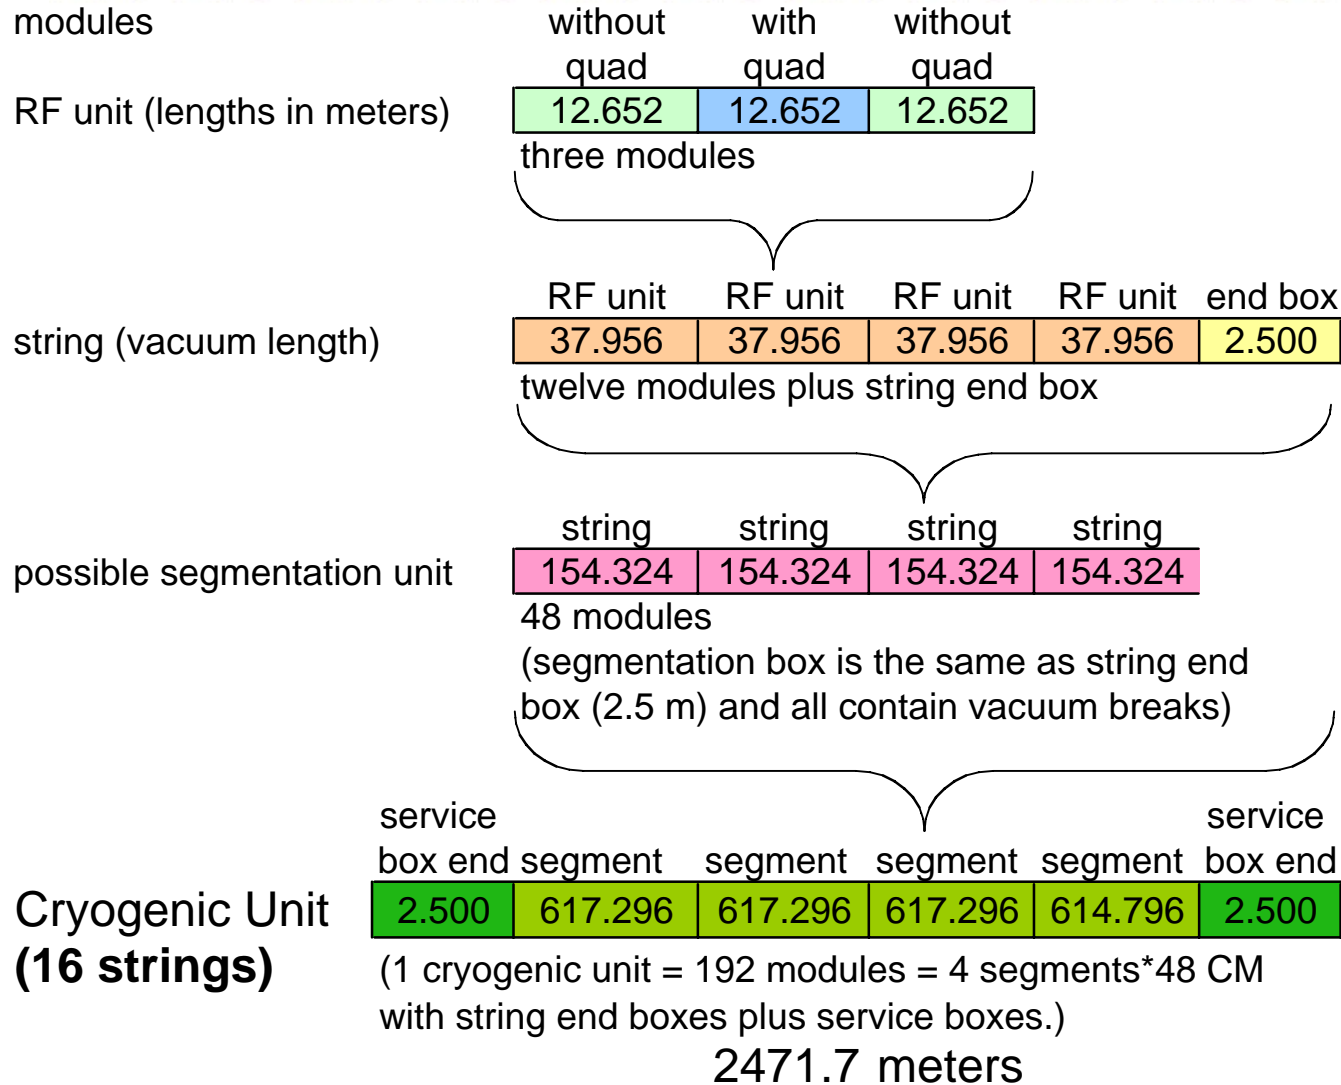 modules without with without
quad quad quad
RF unit (lengths in meters) 12.652 12.652 12.652
three modules
RF unit RF unit RF unit RF unit end box
string (vacuum length) 37.956 37.956 37.956 37.956 2.500
twelve modules plus string end box
string string string string
possible segmentation unit 154.324 154.324 154.324 154.324
48 modules
(segmentation box is the same as string end
box (2.5 m) and all contain vacuum breaks)
service service
box end segment segment segment segment box end
Cryogenic Unit 2.500 617.296 617.296 617.296 614.796 2.500
(16 strings) (1 cryogenic unit = 192 modules = 4 segments*48 CM
with string end boxes plus service boxes.)
2471.7 meters